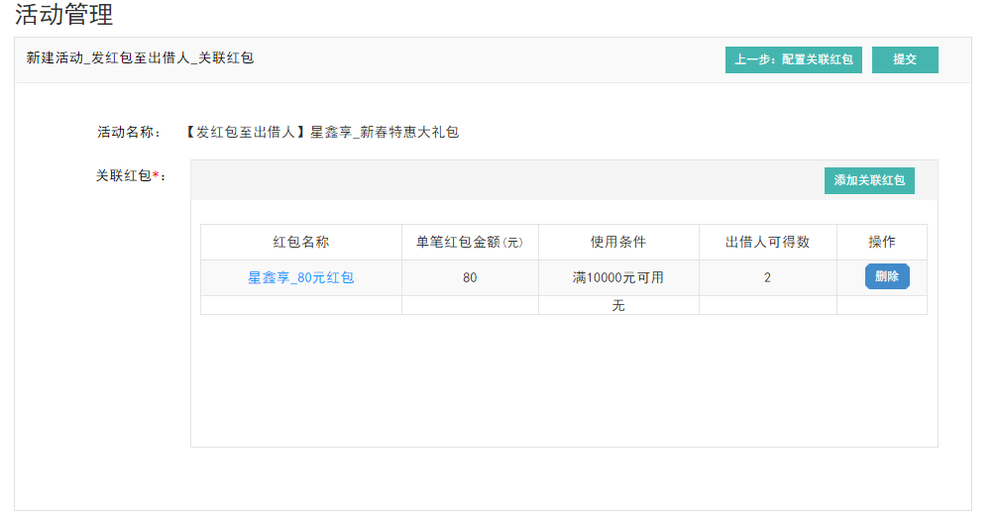 活动管理
新建活动_发红包至出借人_关联红包
上一步：配置关联红包
提交
活动名称：
【发红包至出借人】星鑫享_新春特惠大礼包
关联红包*：
添加关联红包
红包名称 单笔红包金额(元) 使用条件 出借人可得数 操作
星鑫享_80元红包 80 满10000元可用 2 删除
无